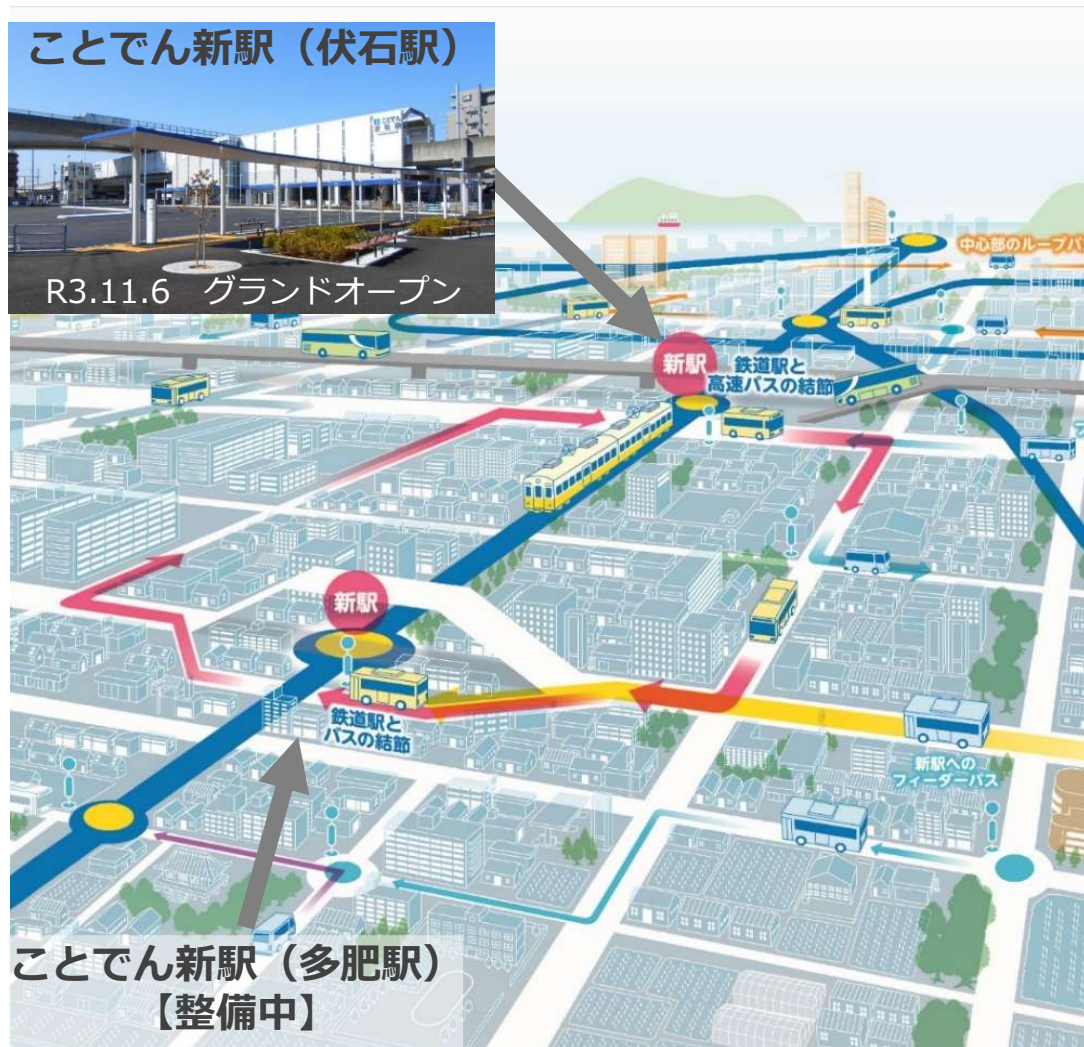 ことでん新駅（伏石駅）
R3.11.6　グランドオープン
中心部のループバ
新駅
鉄道駅と
高速バスの結節
新駅
鉄道駅と
バスの結節
新駅への
フィーダーバス
ことでん新駅（多肥駅）
【整備中】